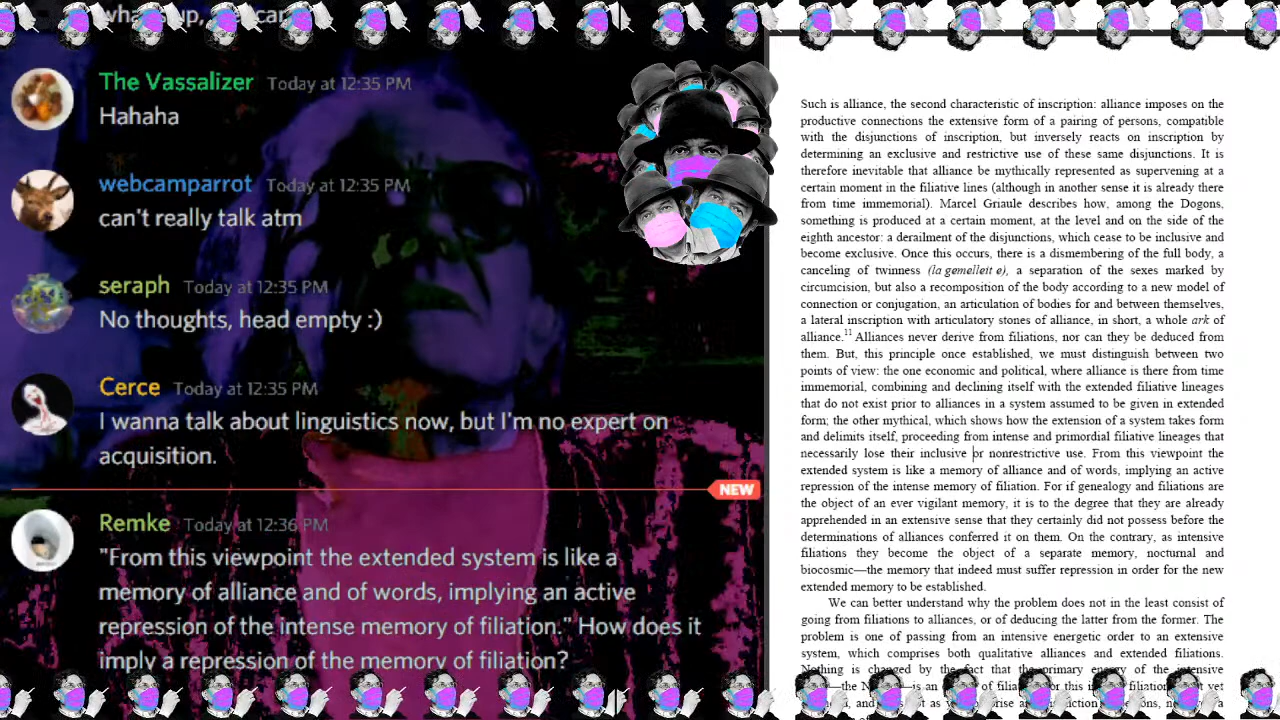 what's up,
The Vassalizer Today at 12:35 PM
Hahaha
webcamparrot Today at 12:35 PM
can't really talk atm
seraph Today at 12:35 PM
No thoughts, head empty :)
Cerce Today at 12:35 PM
I wanna talk about linguistics now, but I'm no expert on
acquisition.
NEW
Remke Today at 12:36 PM
"From this viewpoint the extended system is like a
memory of alliance and of words, implying an active
repression of the intense memory of filiation." How does it
imply a repression of the memory of filiation?
Such is alliance, the second characteristic of inscription: alliance imposes on the
productive connections the extensive form of a pairing of persons, compatible
with the disjunctions of inscription, but inversely reacts on inscription by
determining an exclusive and restrictive use of these same disjunctions. It is
therefore inevitable that alliance be mythically represented as supervening at a
certain moment in the filiative lines (although in another sense it is already there
from time immemorial). Marcel Griaule describes how, among the Dogons,
something is produced at a certain moment, at the level and on the side of the
eighth ancestor: a derailment of the disjunctions, which cease to be inclusive and
become exclusive. Once this occurs, there is a dismembering of the full body, a
canceling of twinness (la gemelleit e), a separation of the sexes marked by
circumcision, but also a recomposition of the body according to a new model of
connection or conjugation, an articulation of bodies for and between themselves,
a lateral inscription with articulatory stones of alliance, in short, a whole ark of
alliance.11 Alliances never derive from filiations, nor can they be deduced from
them. But, this principle once established, we must distinguish between two
points of view: the one economic and political, where alliance is there from time
immemorial, combining and declining itself with the extended filiative lineages
that do not exist prior to alliances in a system assumed to be given in extended
form; the other mythical, which shows how the extension of a system takes form
and delimits itself, proceeding from intense and primordial filiative lineages that
necessarily lose their inclusive or nonrestrictive use. From this viewpoint the
extended system is like a memory of alliance and of words, implying an active
repression of the intense memory of filiation. For if genealogy and filiations are
the object of an ever vigilant memory, it is to the degree that they are already
apprehended in an extensive sense that they certainly did not possess before the
determinations of alliances conferred it on them. On the contrary, as intensive
filiations they become the object of a separate memory, nocturnal and
biocosmic—the memory that indeed must suffer repression in order for the new
extended memory to be established.
We can better understand why the problem does not in the least consist of
going from filiations to alliances, or of deducing the latter from the former. The
problem is one of passing from an intensive energetic order to an extensive
system, which comprises both qualitative alliances and extended filiations.
Nothing is changed by the fact that the primary energy of the intensive
—the —is an of this filiation yet
and as